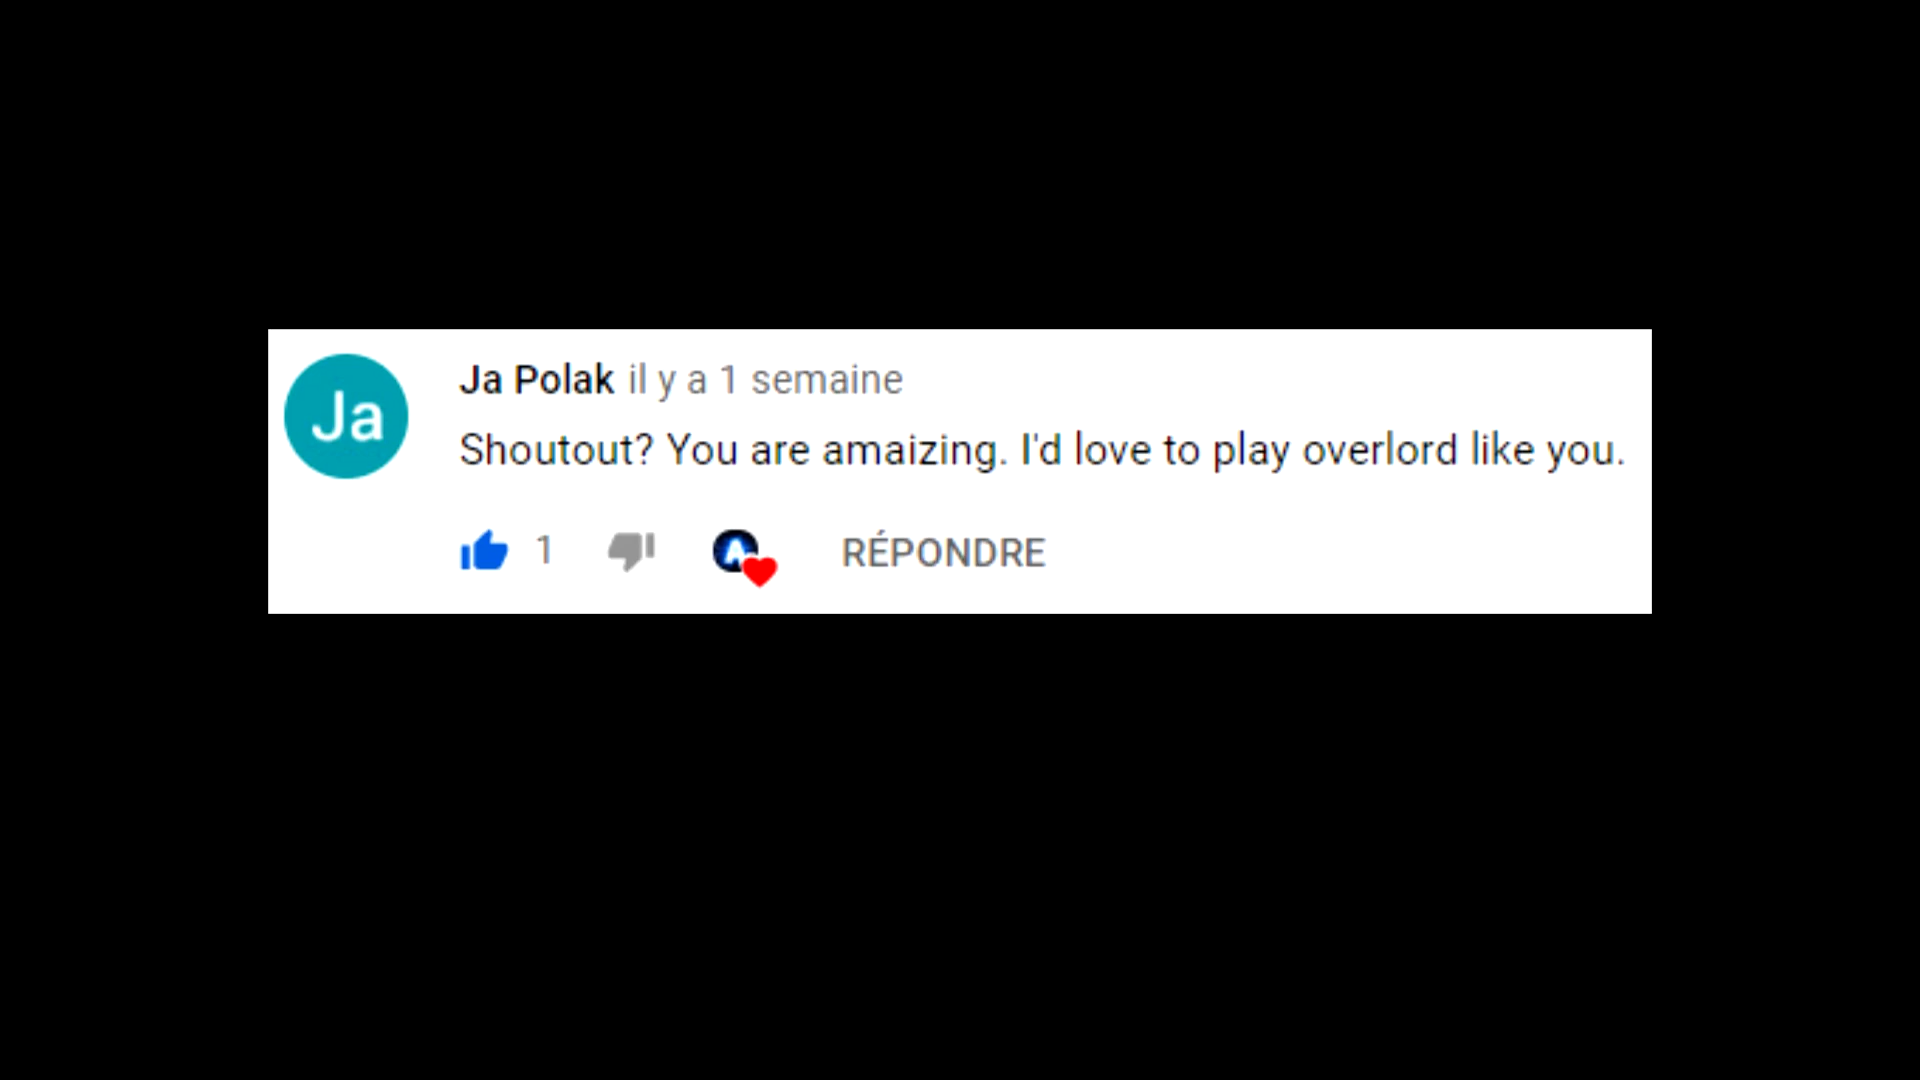 Ja
Ja Polak il y a 1 semaine
Shoutout? You are amaizing. I'd love to play overlord like you.
1
A
RÉPONDRE